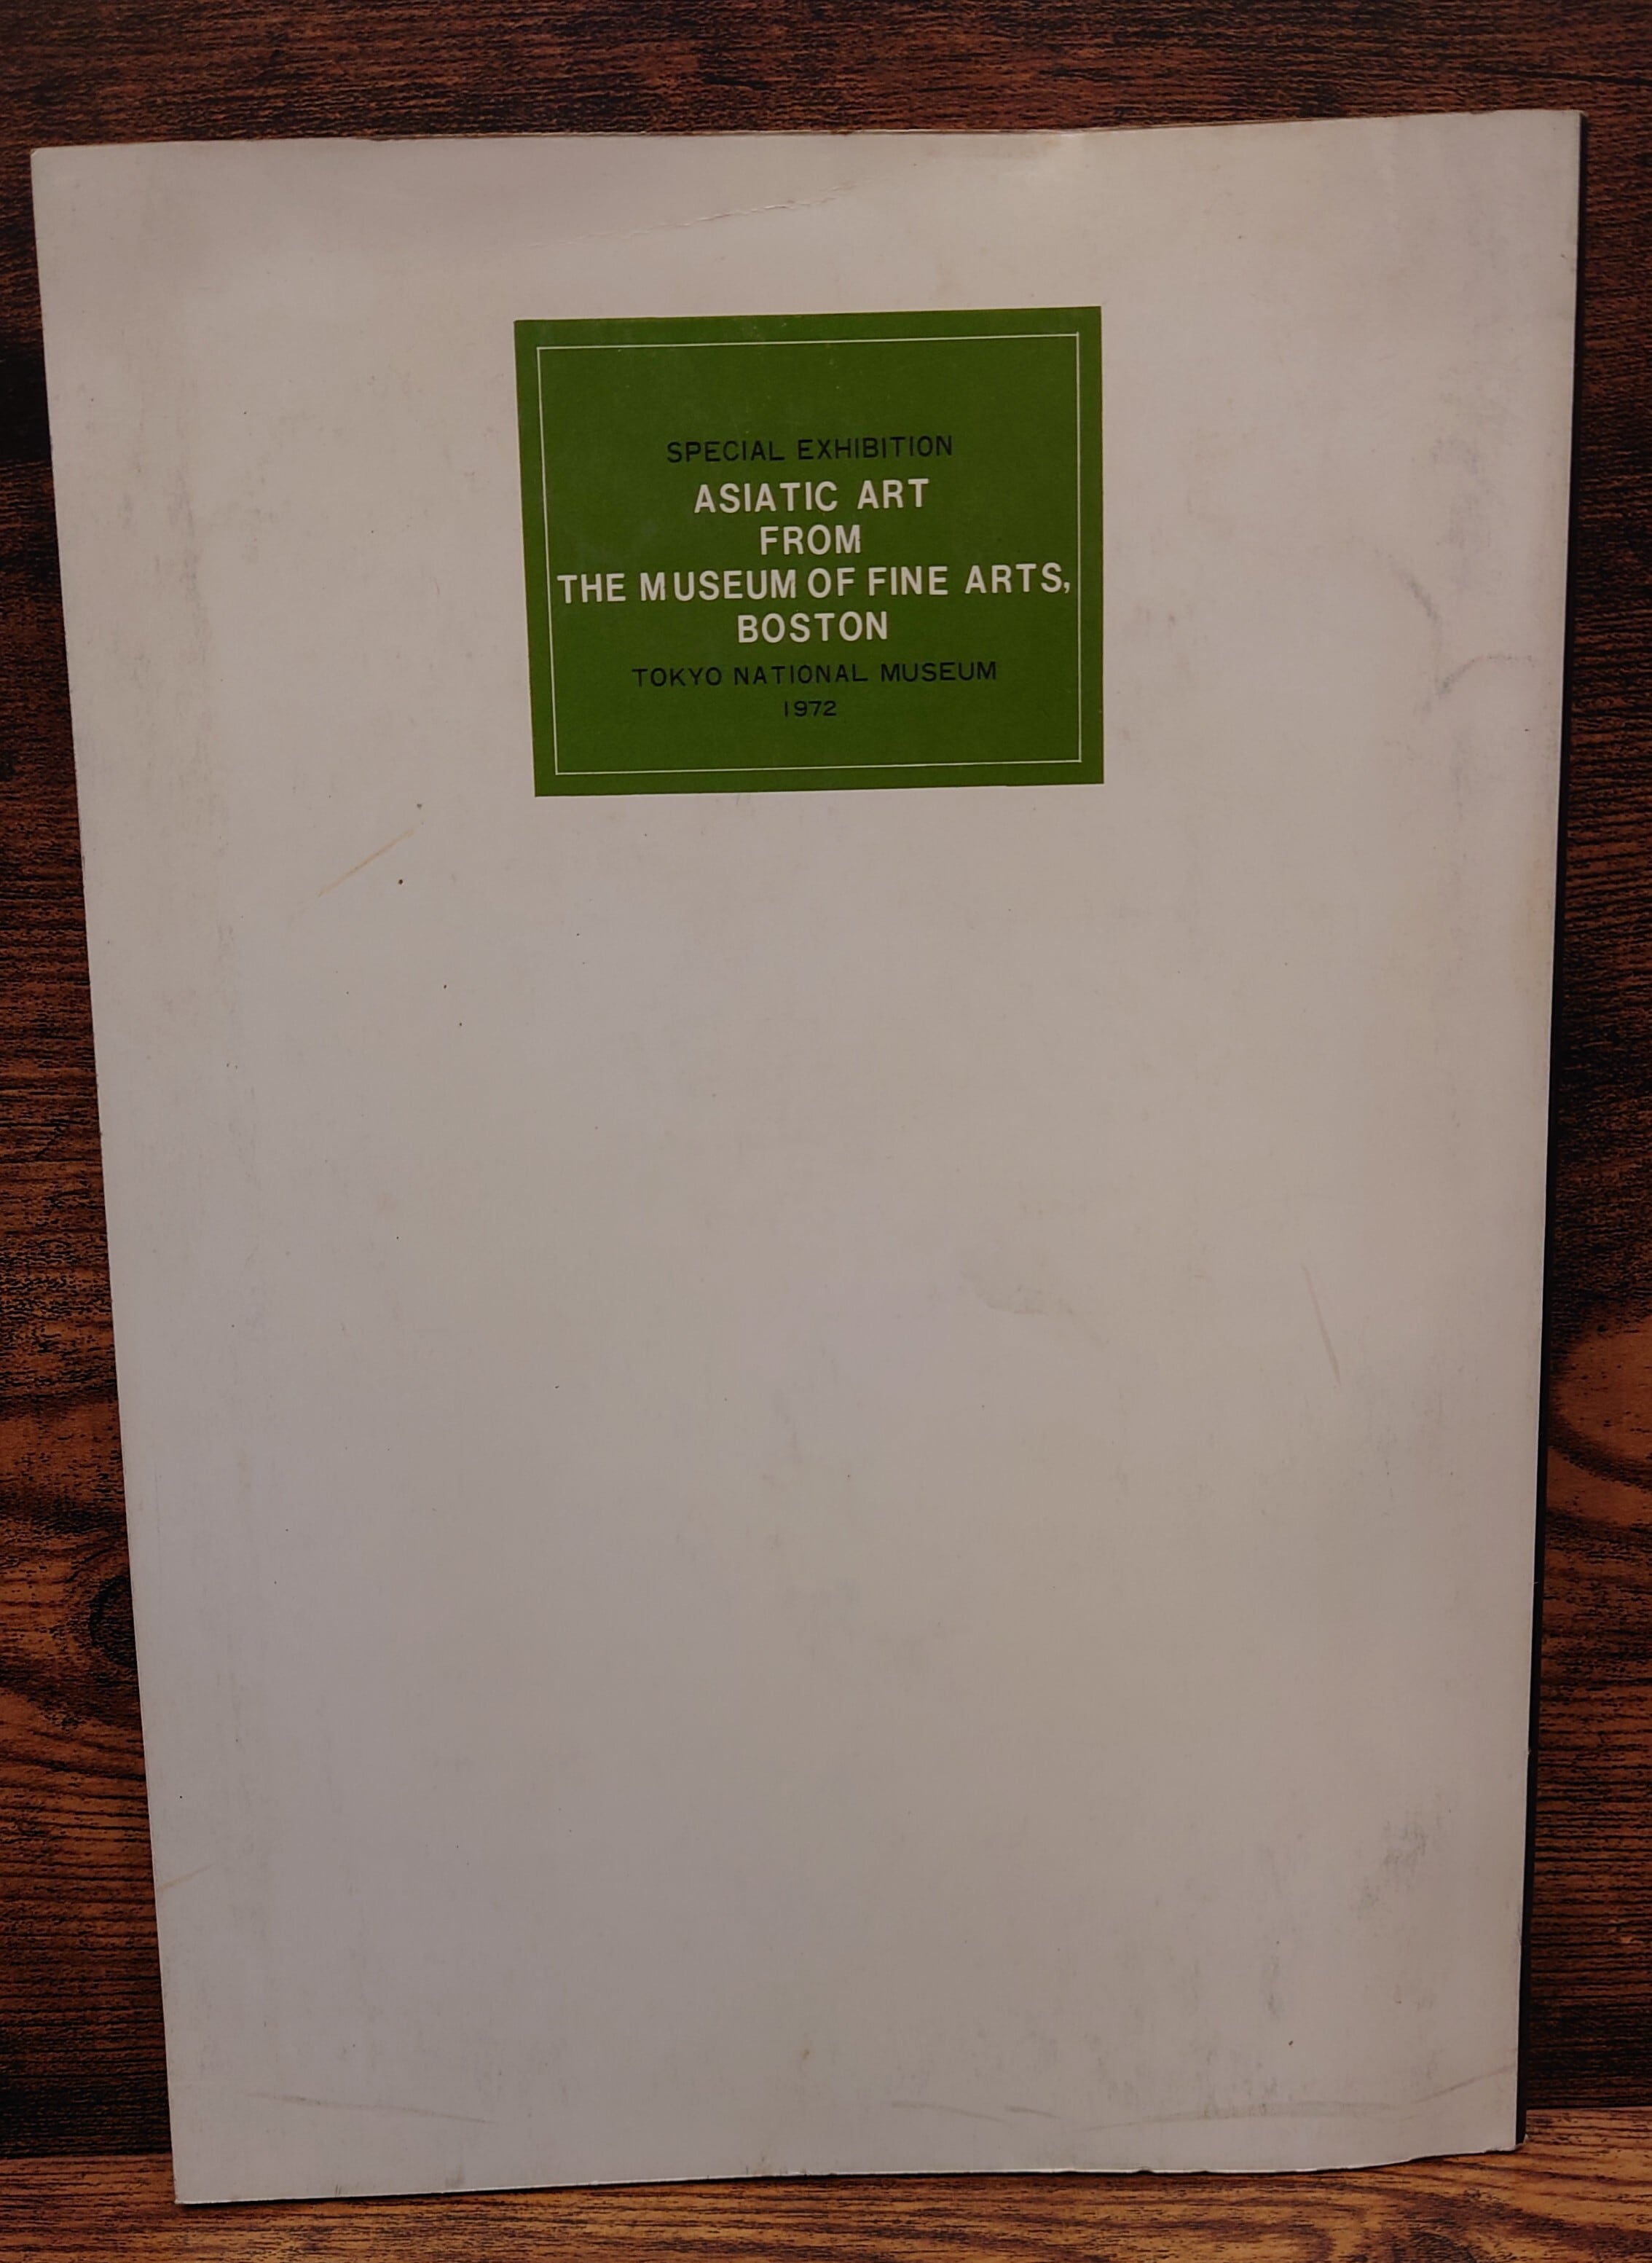 SPECIAL EXHIBITION
ASIATIC ART
FROM
THE MUSEUM OF FINE ARTS,
BOSTON
TOKYO NATIONAL MUSEUM
1972